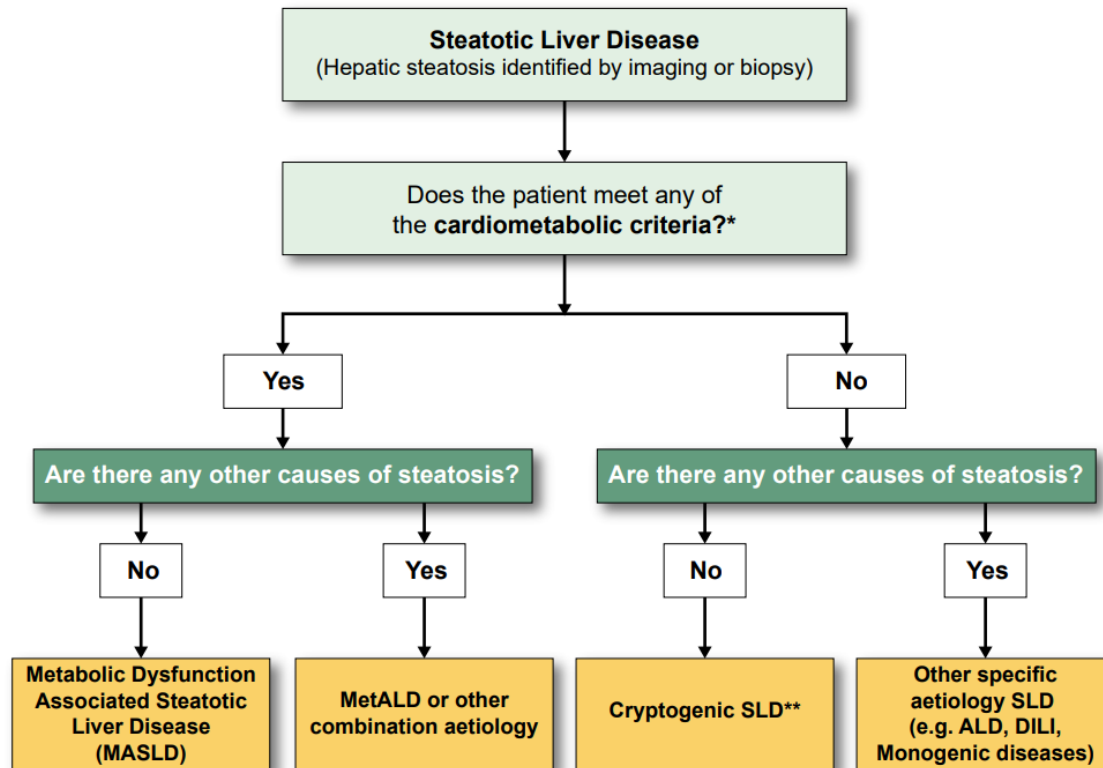 Steatotic Liver Disease
(Hepatic steatosis identified by imaging or biopsy)
Does the patient meet any of
the cardiometabolic criteria?*
Yes
No
Are there any other causes of steatosis?
Are there any other causes of steatosis?
No
Yes
No
Yes
Metabolic Dysfunction
Associated Steatotic
Liver Disease
(MASLD)
MetALD or other
combination aetiology
Cryptogenic SLD**
Other specific
aetiology SLD
(e.g. ALD, DILI,
Monogenic diseases)